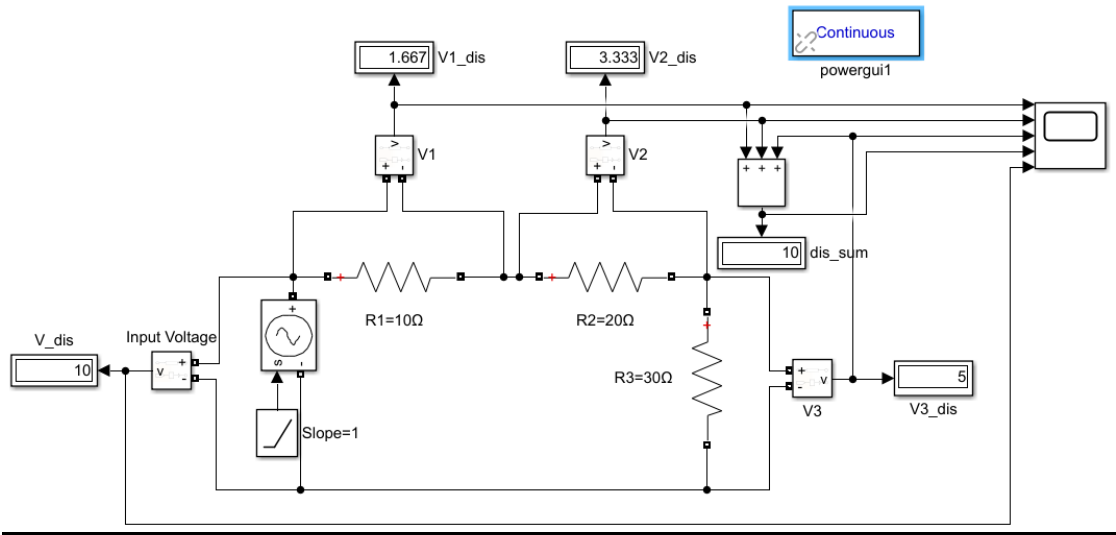 Continuous
powergui1
1.667 V1_dis
3.333 V2_dis
V1
V2
10 dis_sum
R1=10Ω
R2=20Ω
V_dis
Input Voltage
10
v
R3=30Ω
v
5
V3
V3_dis
s
Slope=1